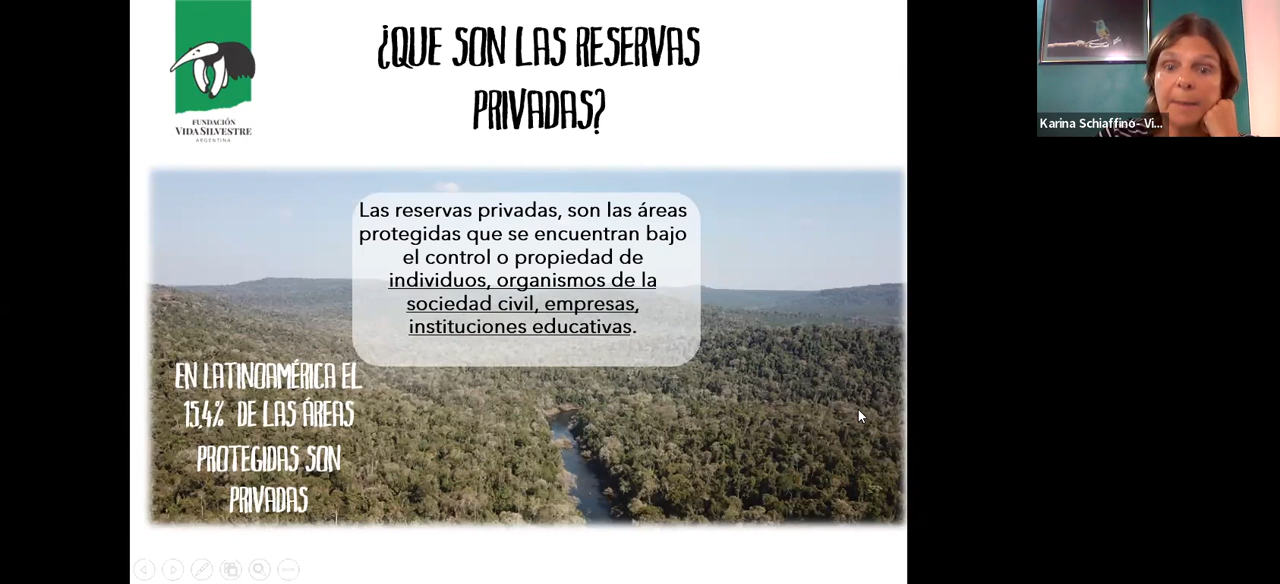 ¿QUE SON LAS RESERVAS
PRIVADAS?
FUNDACIÓN
VIDA SILVESTRE
ARGENTINA
Las reservas privadas, son las áreas
protegidas que se encuentran bajo
el control o propiedad de
individuos, organismos de la
sociedad civil, empresas,
instituciones educativas.
EN LATINOAMÉRICA EL
15,4% DE LAS ÁREAS
PROTEGIDAS SON
PRIVADAS
Karina Schiaffino- Vi...